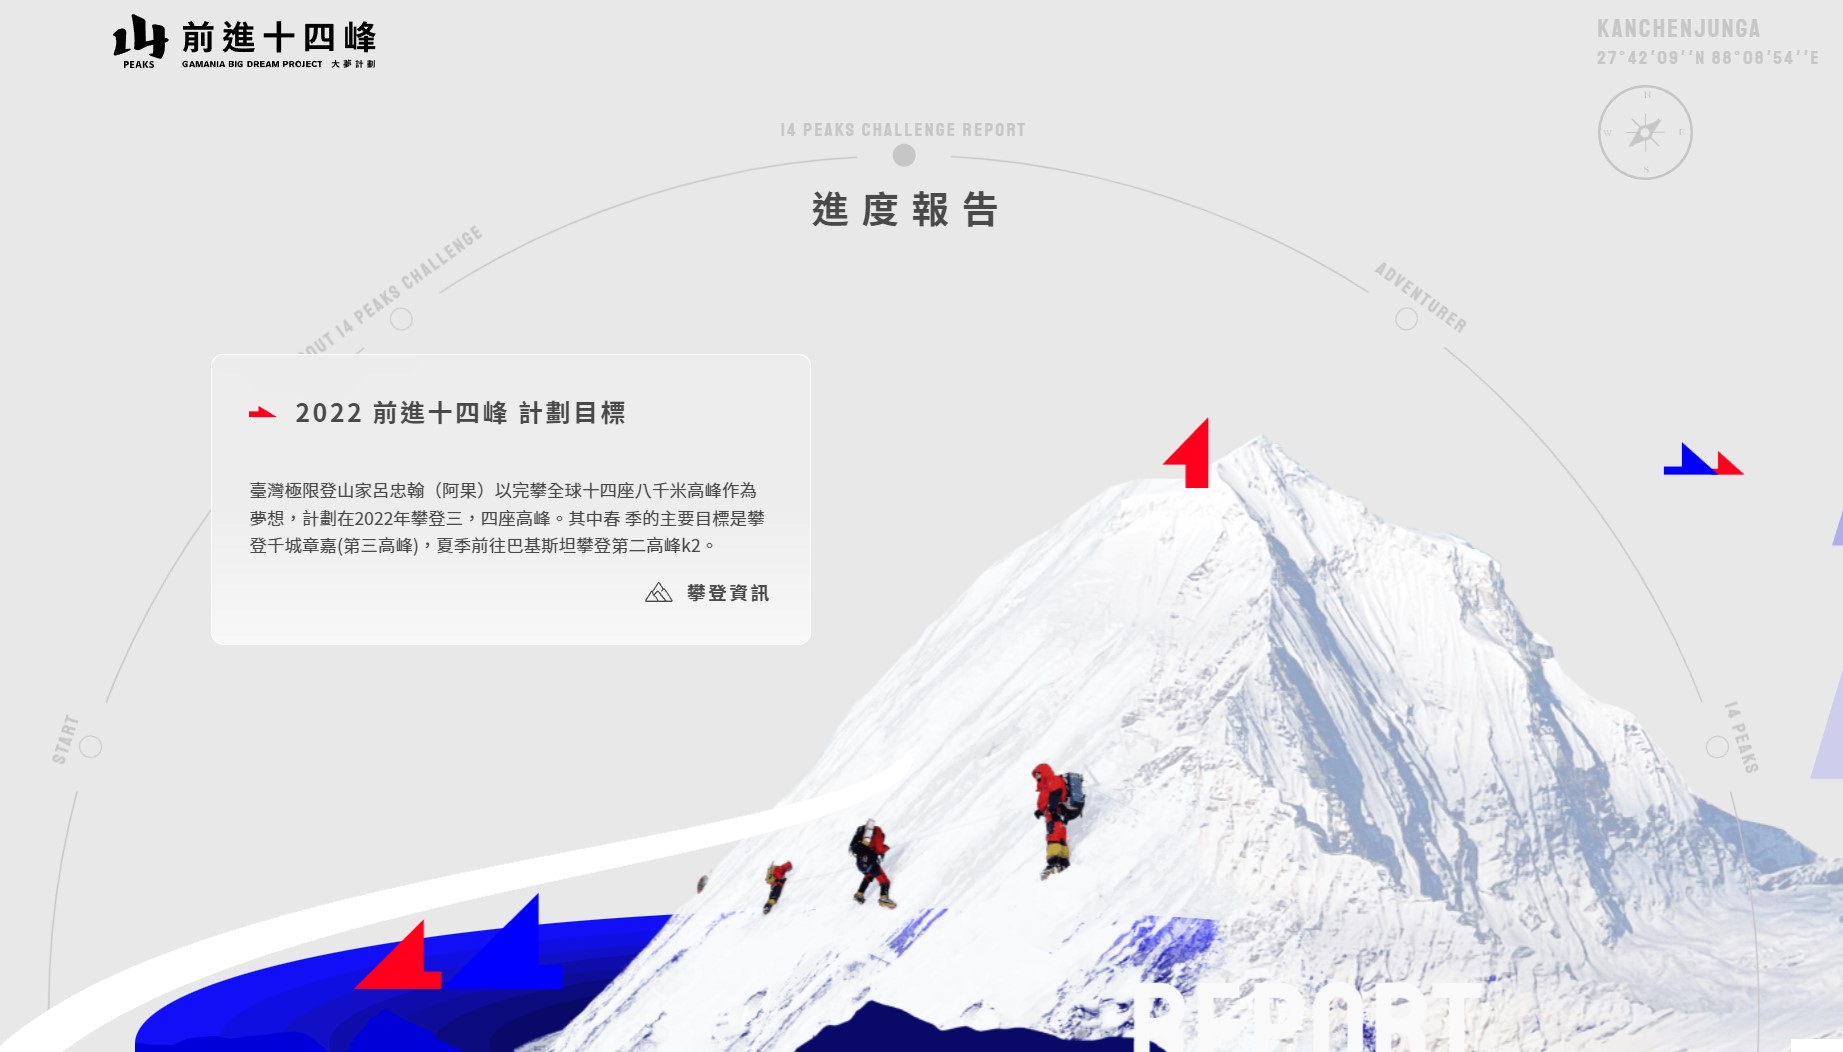 前進十四峰
PEAKS
GAMANIA BIG DREAM PROJECT 大夢計劃
KANCHENJUNGA
27°42'09''N 88°08'54''E
N
W
E
S
14 PEAKS CHALLENGE REPORT
進度報告
OUT 14 PEAKS CHALLENGE
ADVENTURER
2022 前進十四峰 計劃目標
臺灣極限登山家呂忠翰（阿果）以完攀全球十四座八千米高峰作為
夢想，計劃在2022年攀登三，四座高峰。其中春 季的主要目標是攀
登千城章嘉(第三高峰)，夏季前往巴基斯坦攀登第二高峰k2。
攀登資訊
START
14 PEAKS
REPORT